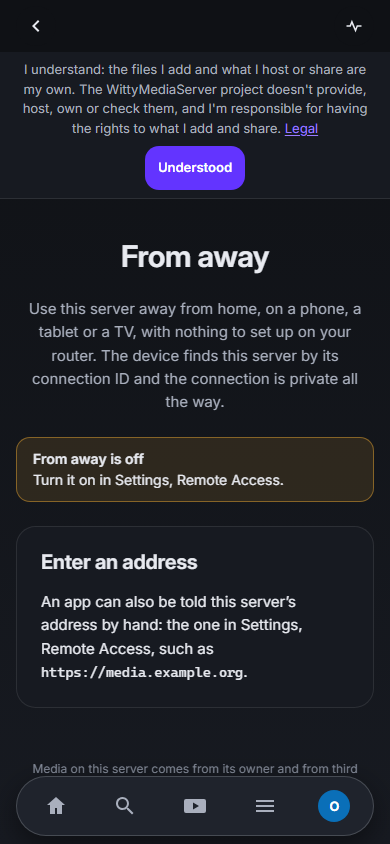 I understand: the files I add and what I host or share are
my own. The WittyMediaServer project doesn't provide,
host, own or check them, and I'm responsible for having
the rights to what I add and share. Legal
Understood
From away
Use this server away from home, on a phone, a
tablet or a TV, with nothing to set up on your
router. The device finds this server by its
connection ID and the connection is private all
the way.
From away is off
Turn it on in Settings, Remote Access.
Enter an address
An app can also be told this server's
address by hand: the one in Settings,
Remote Access, such as
https://media.example.org.
Media on this server comes from its owner and from third
O